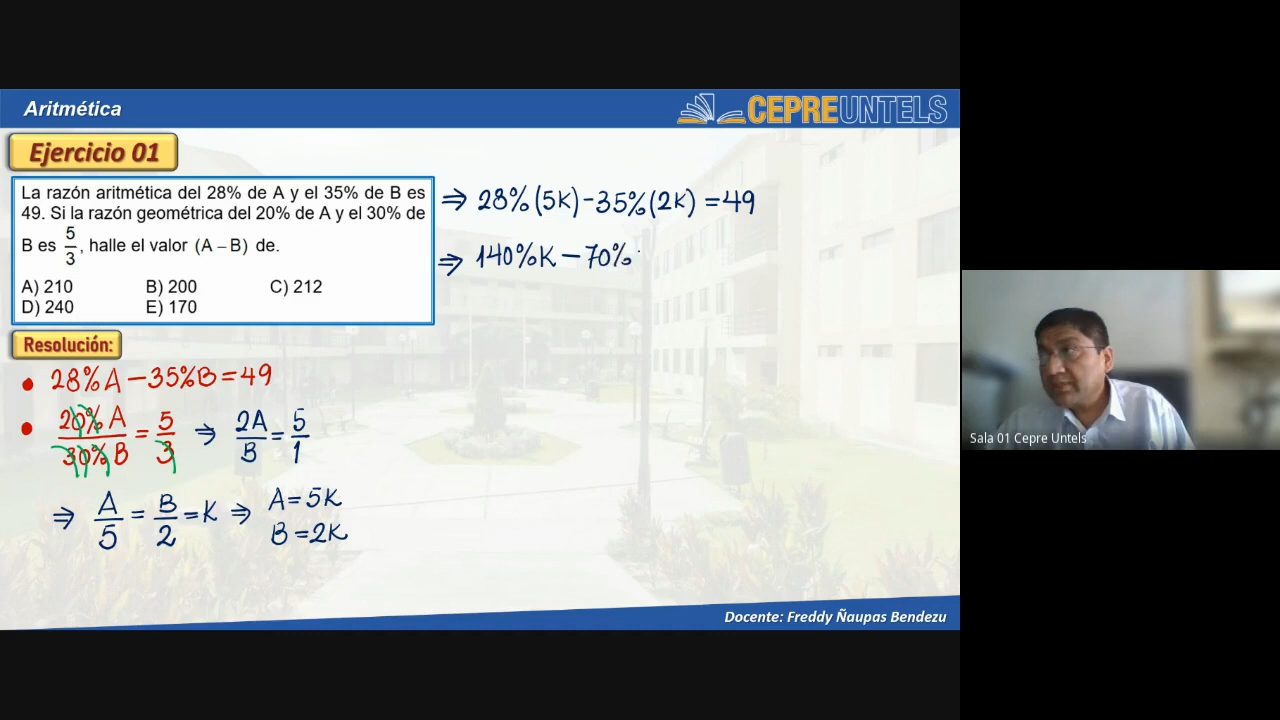 Aritmética
CEPREUNTELS
Ejercicio 01
La razón aritmética del 28% de A y el 35% de B es
49. Si la razón geométrica del 20% de A y el 30% de
B es 5/3, halle el valor (A – B) de.
A) 210 B) 200 C) 212
D) 240 E) 170
Resolución:
• 28%A – 35%B = 49
• 20%A/30%B = 5/3 ⇒ 2A/B = 5/1
⇒ A/5 = B/2 = K ⇒ A = 5K
B = 2K
⇒ 28%(5K) – 35%(2K) = 49
⇒ 140%K – 70%
Sala 01 Cepre Untels
Docente: Freddy Ñaupas Bendezu